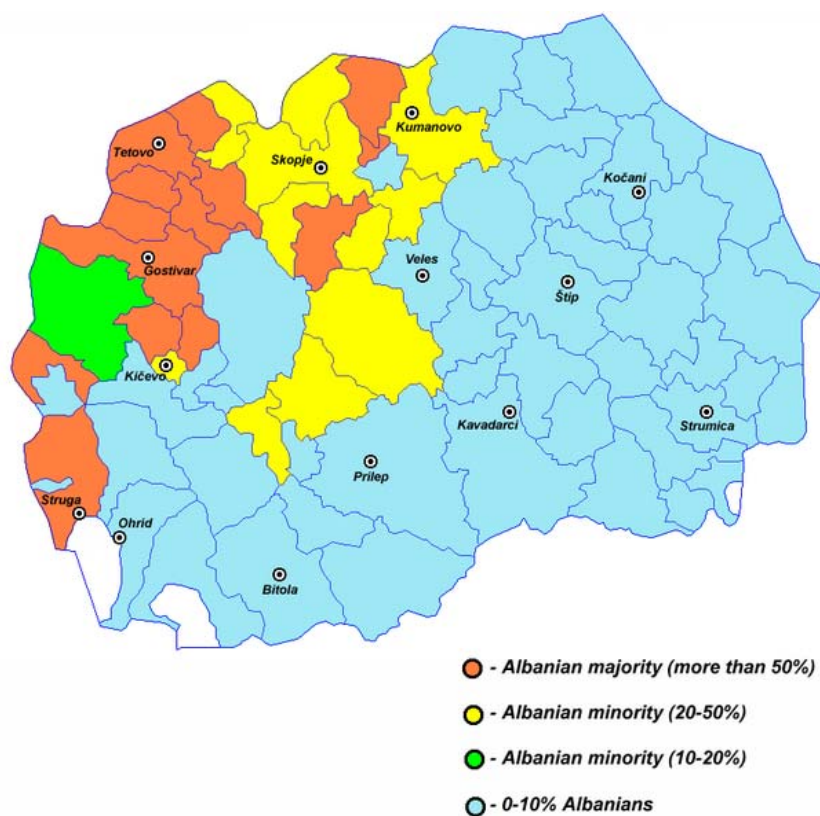 Kumanovo
Tetovo
Skopje
Kočani
Gostivar
Veles
Štip
Kičevo
Kavadarci
Strumica
Prilep
Struga
Ohrid
Bitola
- Albanian majority (more than 50%)
- Albanian minority (20-50%)
- Albanian minority (10-20%)
- 0-10% Albanians